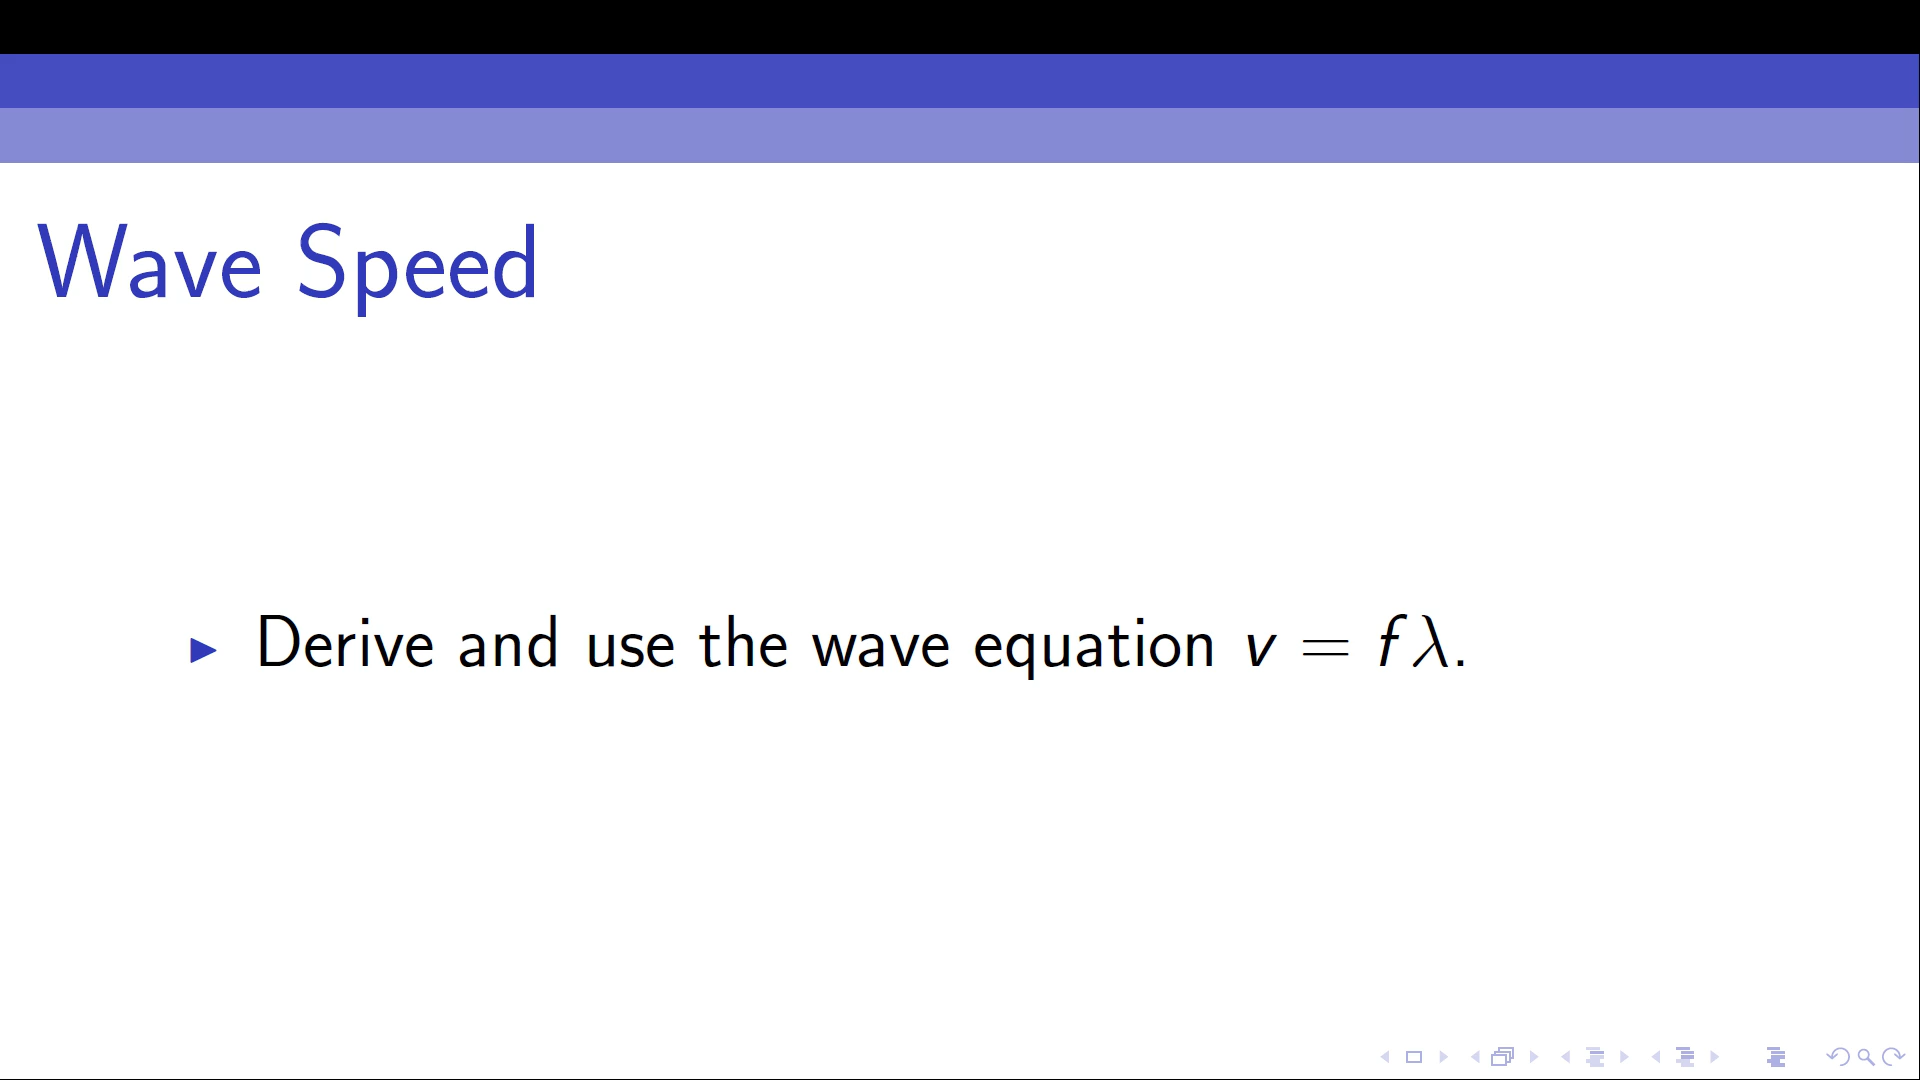 Wave Speed
Derive and use the wave equation v = fλ.